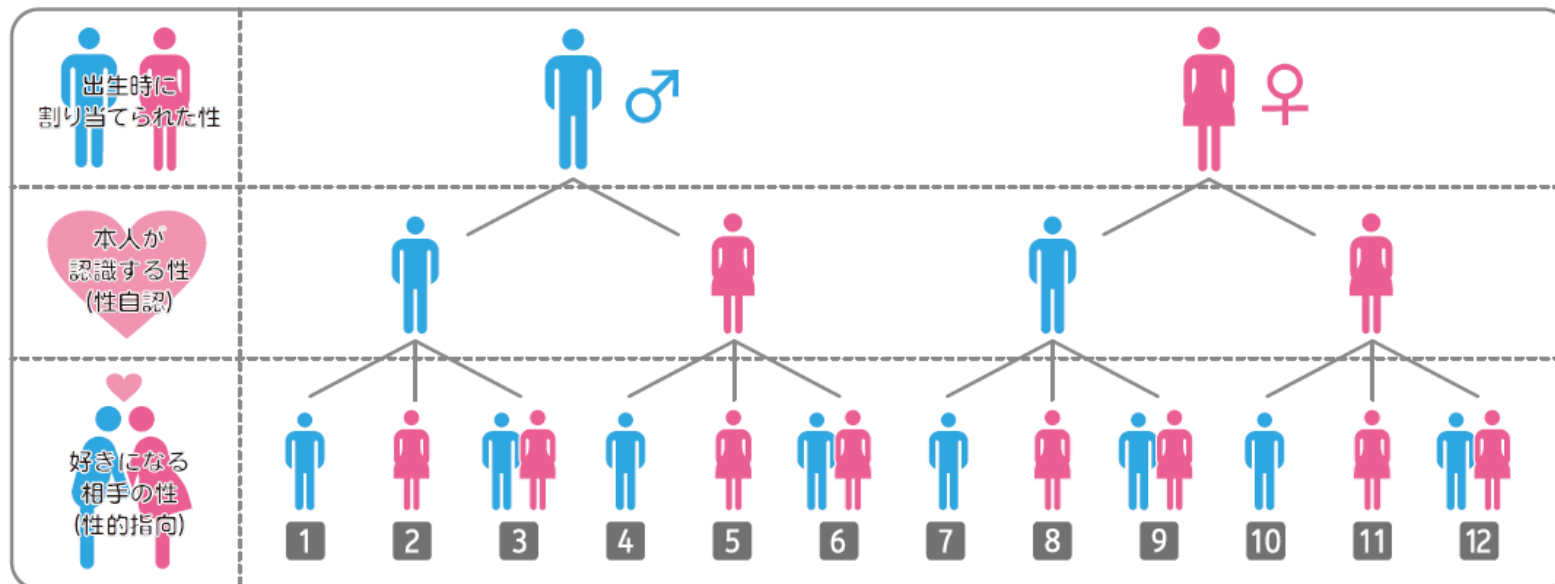 出生時に
割り当てられた性
♂
♀
本人が
認識する性
(性自認)
好きになる
相手の性
(性的指向)
1 2 3 4 5 6 7 8 9 10 11 12